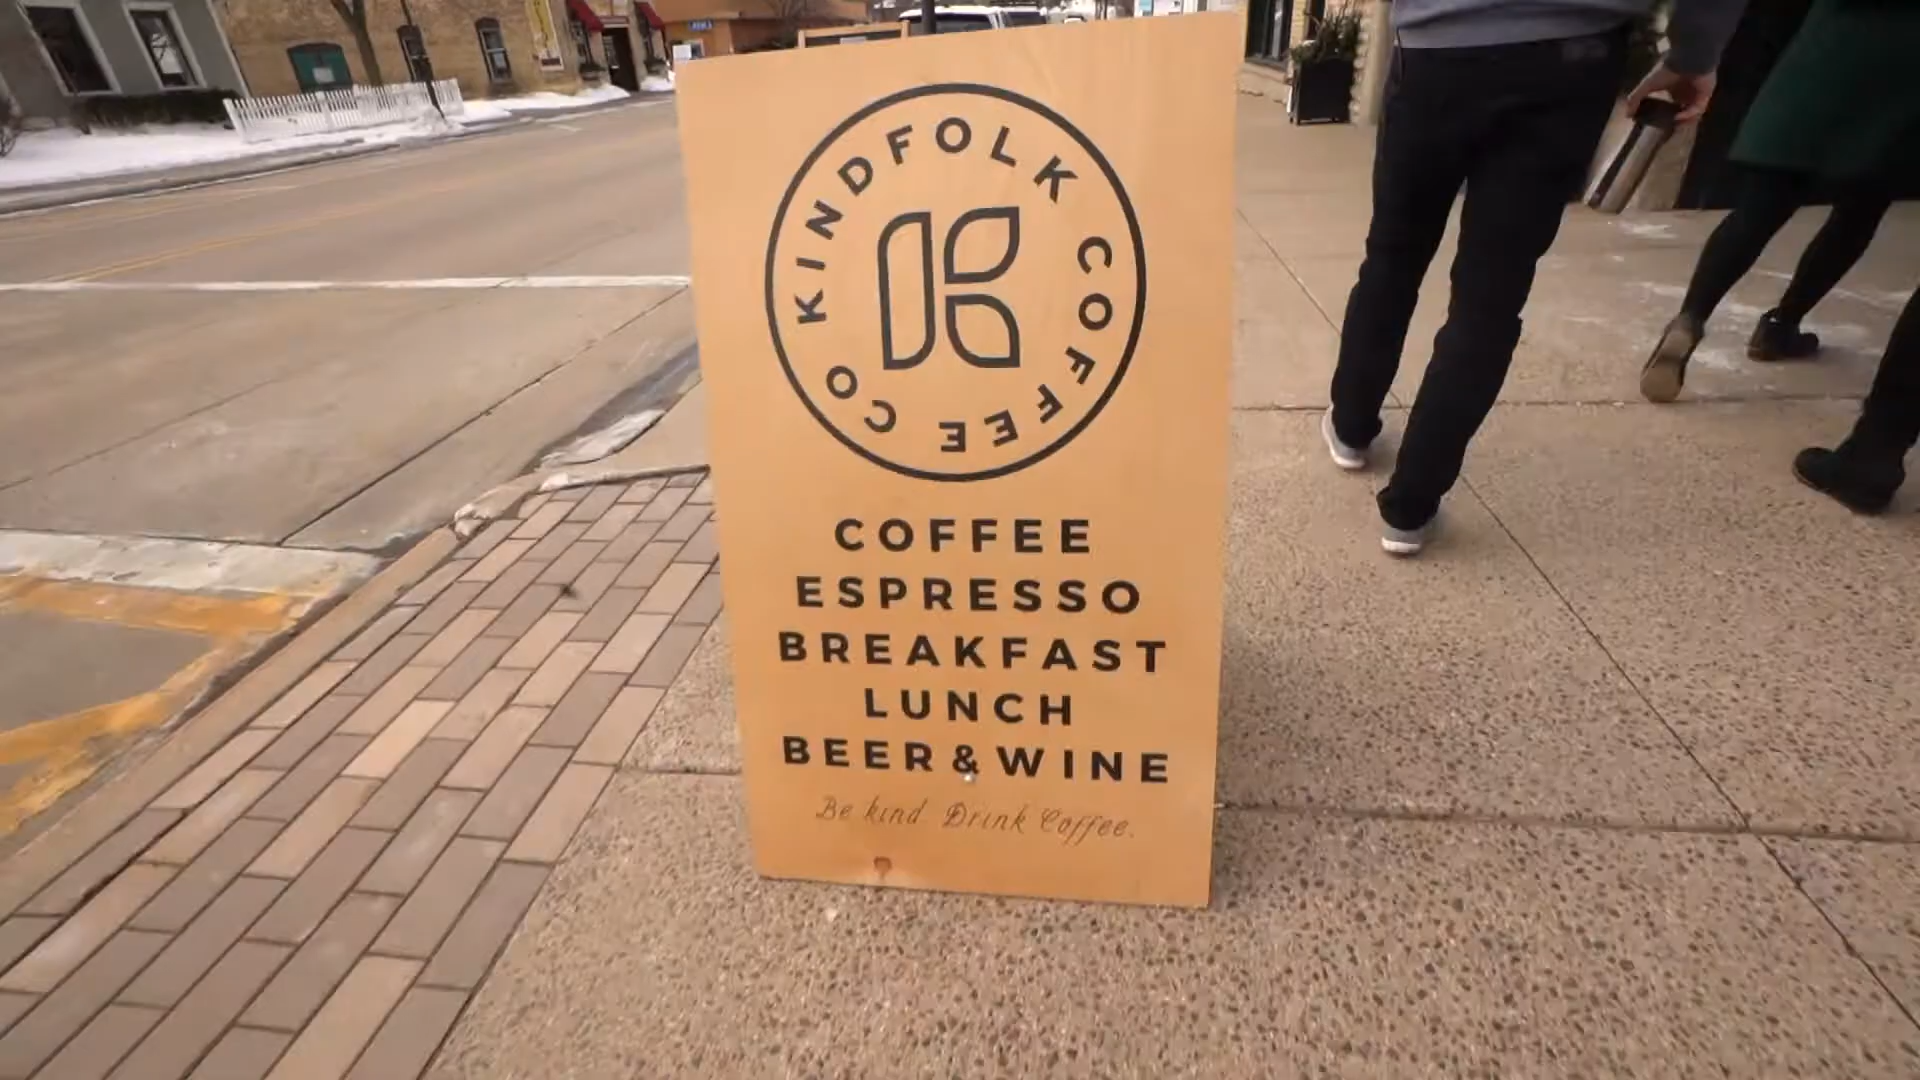 KINDFOLK COFFEE CO
K
COFFEE
ESPRESSO
BREAKFAST
LUNCH
BEER & WINE
Be kind. Drink Coffee.